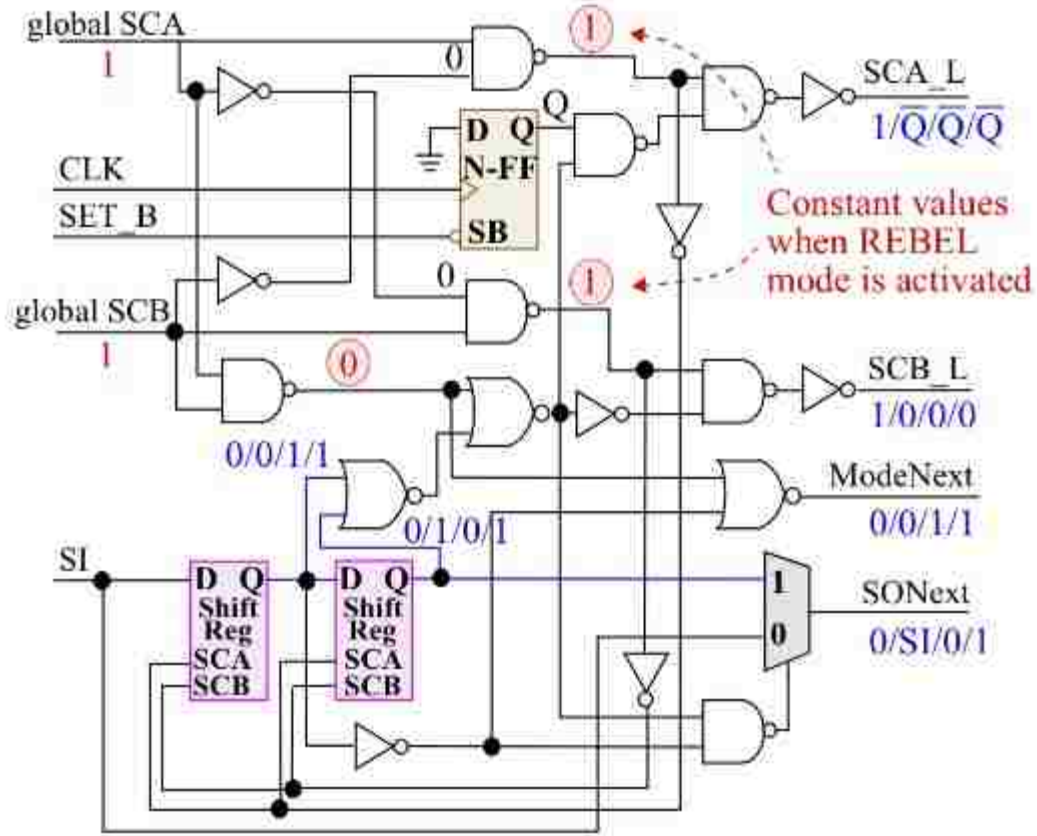 global SCA
1
0
1
SCA_L
1/Q̅/Q̅/Q̅
D Q
Q
N-FF
SB
CLK
SET_B
Constant values
when REBEL
mode is activated
0
1
global SCB
1
0
SCB_L
1/0/0/0
0/0/1/1
0/1/0/1
ModeNext
0/0/1/1
SI
D Q
Shift
Reg
SCA
SCB
D Q
Shift
Reg
SCA
SCB
1
0
SONext
0/SI/0/1